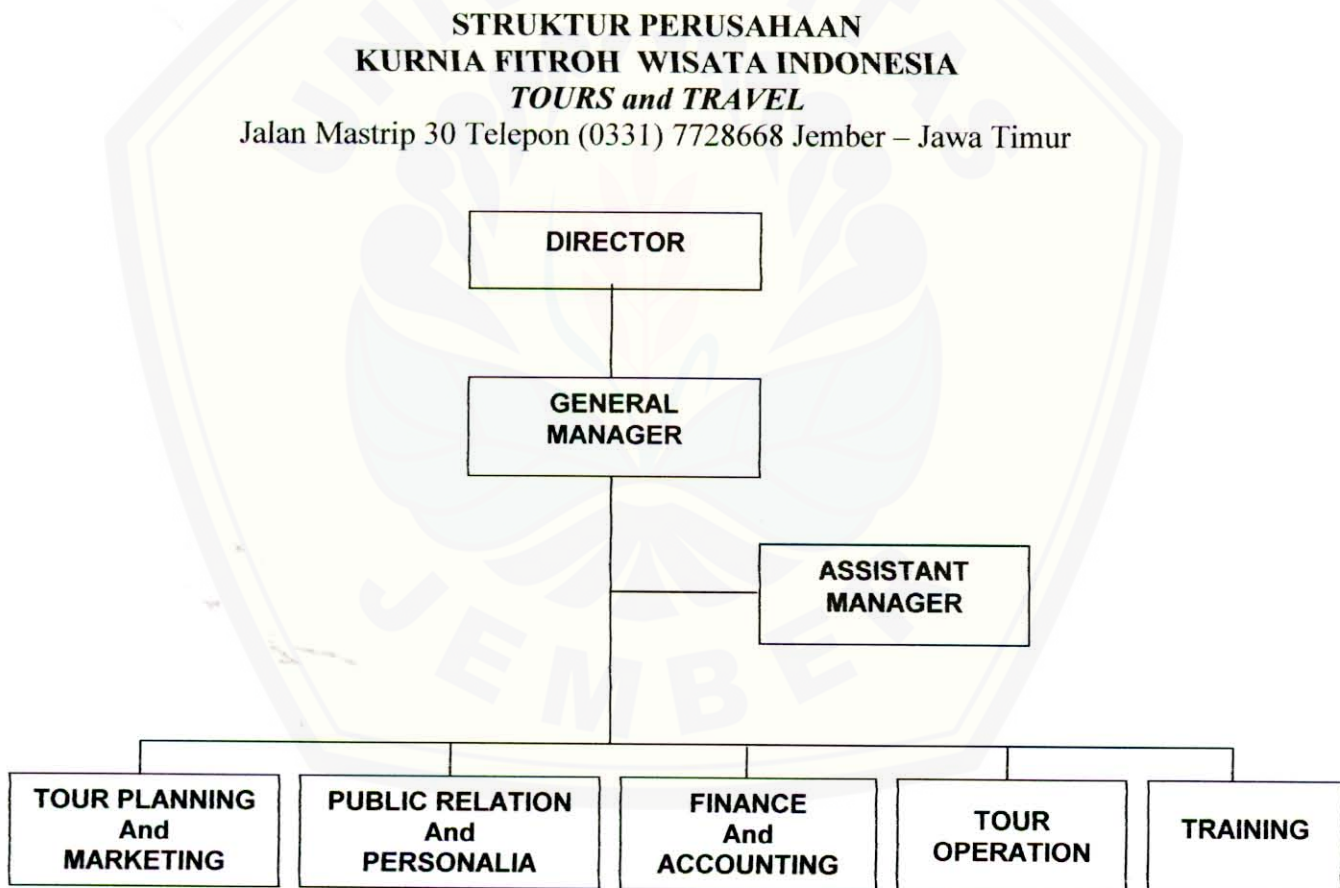 STRUKTUR PERUSAHAAN
KURNIA FITROH WISATA INDONESIA
TOURS and TRAVEL
Jalan Mastrip 30 Telepon (0331) 7728668 Jember – Jawa Timur
DIRECTOR
GENERAL
MANAGER
ASSISTANT
MANAGER
TOUR PLANNING
And
MARKETING
PUBLIC RELATION
And
PERSONALIA
FINANCE
And
ACCOUNTING
TOUR
OPERATION
TRAINING
JEMBER